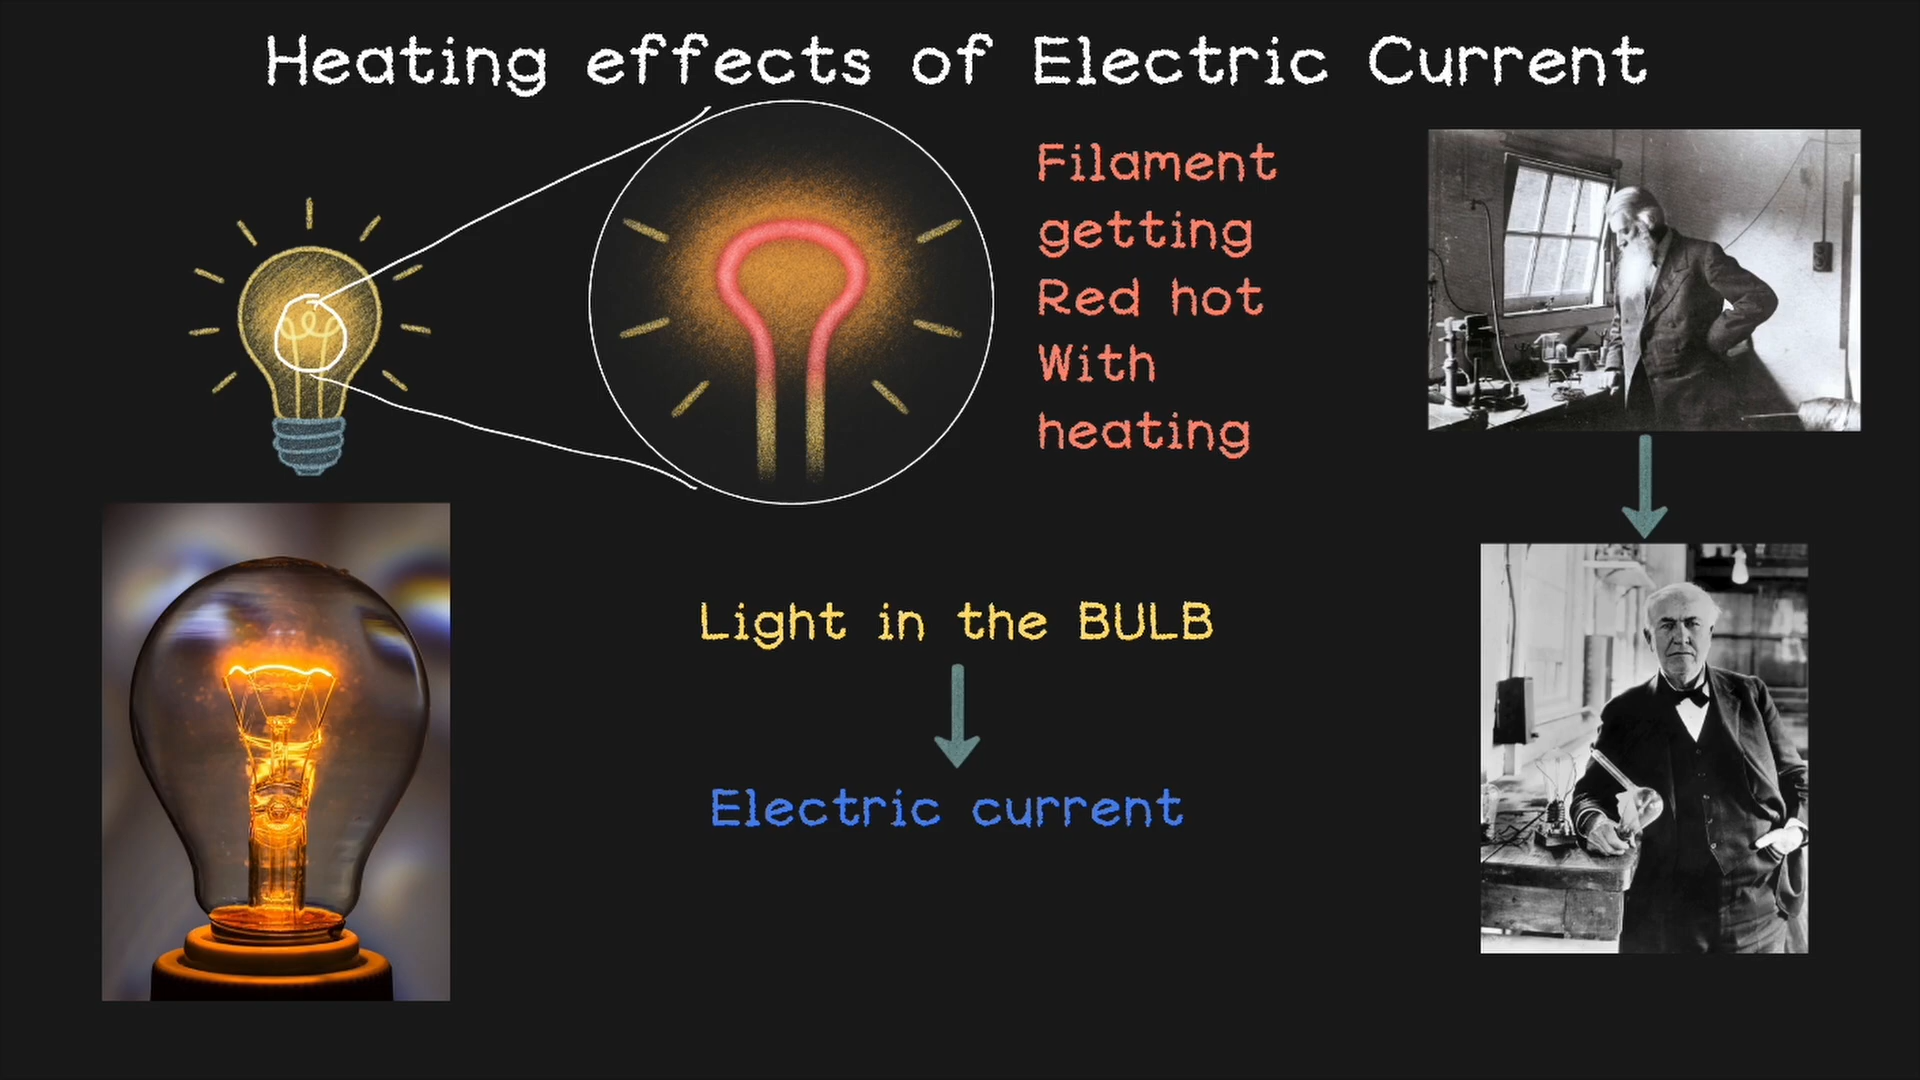 Heating effects of Electric Current
Filament
getting
Red hot
With
heating
Light in the BULB
Electric current